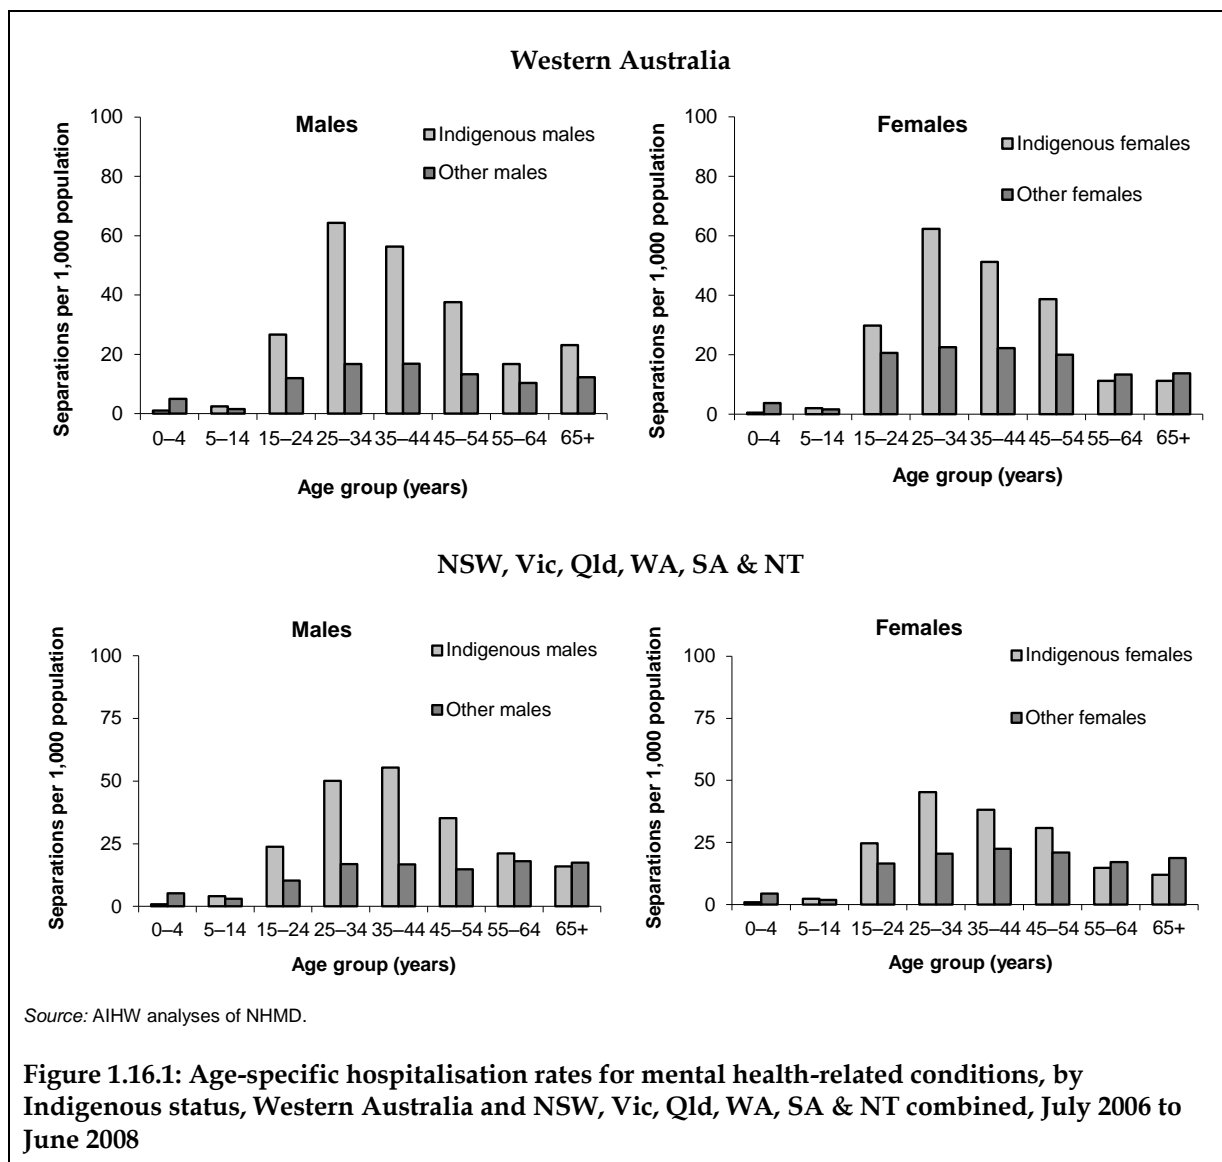 Western Australia
Males
Indigenous males
Other males
Separations per 1,000 population
100
80
60
40
20
0
0–4 5–14 15–24 25–34 35–44 45–54 55–64 65+
Age group (years)
Females
Indigenous females
Other females
Separations per 1,000 population
100
80
60
40
20
0
0–4 5–14 15–24 25–34 35–44 45–54 55–64 65+
Age group (years)
NSW, Vic, Qld, WA, SA & NT
Males
Indigenous males
Other males
Separations per 1,000 population
100
75
50
25
0
0–4 5–14 15–24 25–34 35–44 45–54 55–64 65+
Age group (years)
Females
Indigenous females
Other females
Separations per 1,000 population
100
75
50
25
0
0–4 5–14 15–24 25–34 35–44 45–54 55–64 65+
Age group (years)
Source: AIHW analyses of NHMD.
Figure 1.16.1: Age-specific hospitalisation rates for mental health-related conditions, by
Indigenous status, Western Australia and NSW, Vic, Qld, WA, SA & NT combined, July 2006 to
June 2008